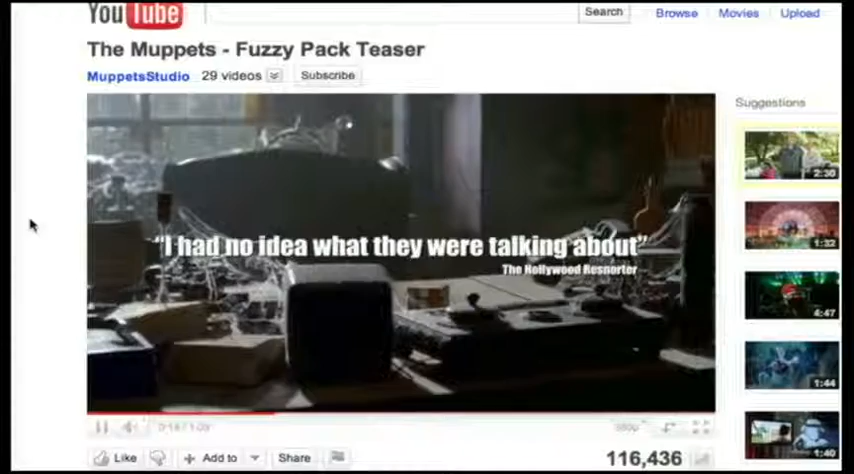 YouTube Search Browse Movies Upload
The Muppets - Fuzzy Pack Teaser
MuppetsStudio 29 videos Subscribe
Suggestions
2:30
1:32
"I had no idea what they were talking about"
The Hollywood Resnorter
4:47
1:44
Like + Add to Share 116,436
1:40